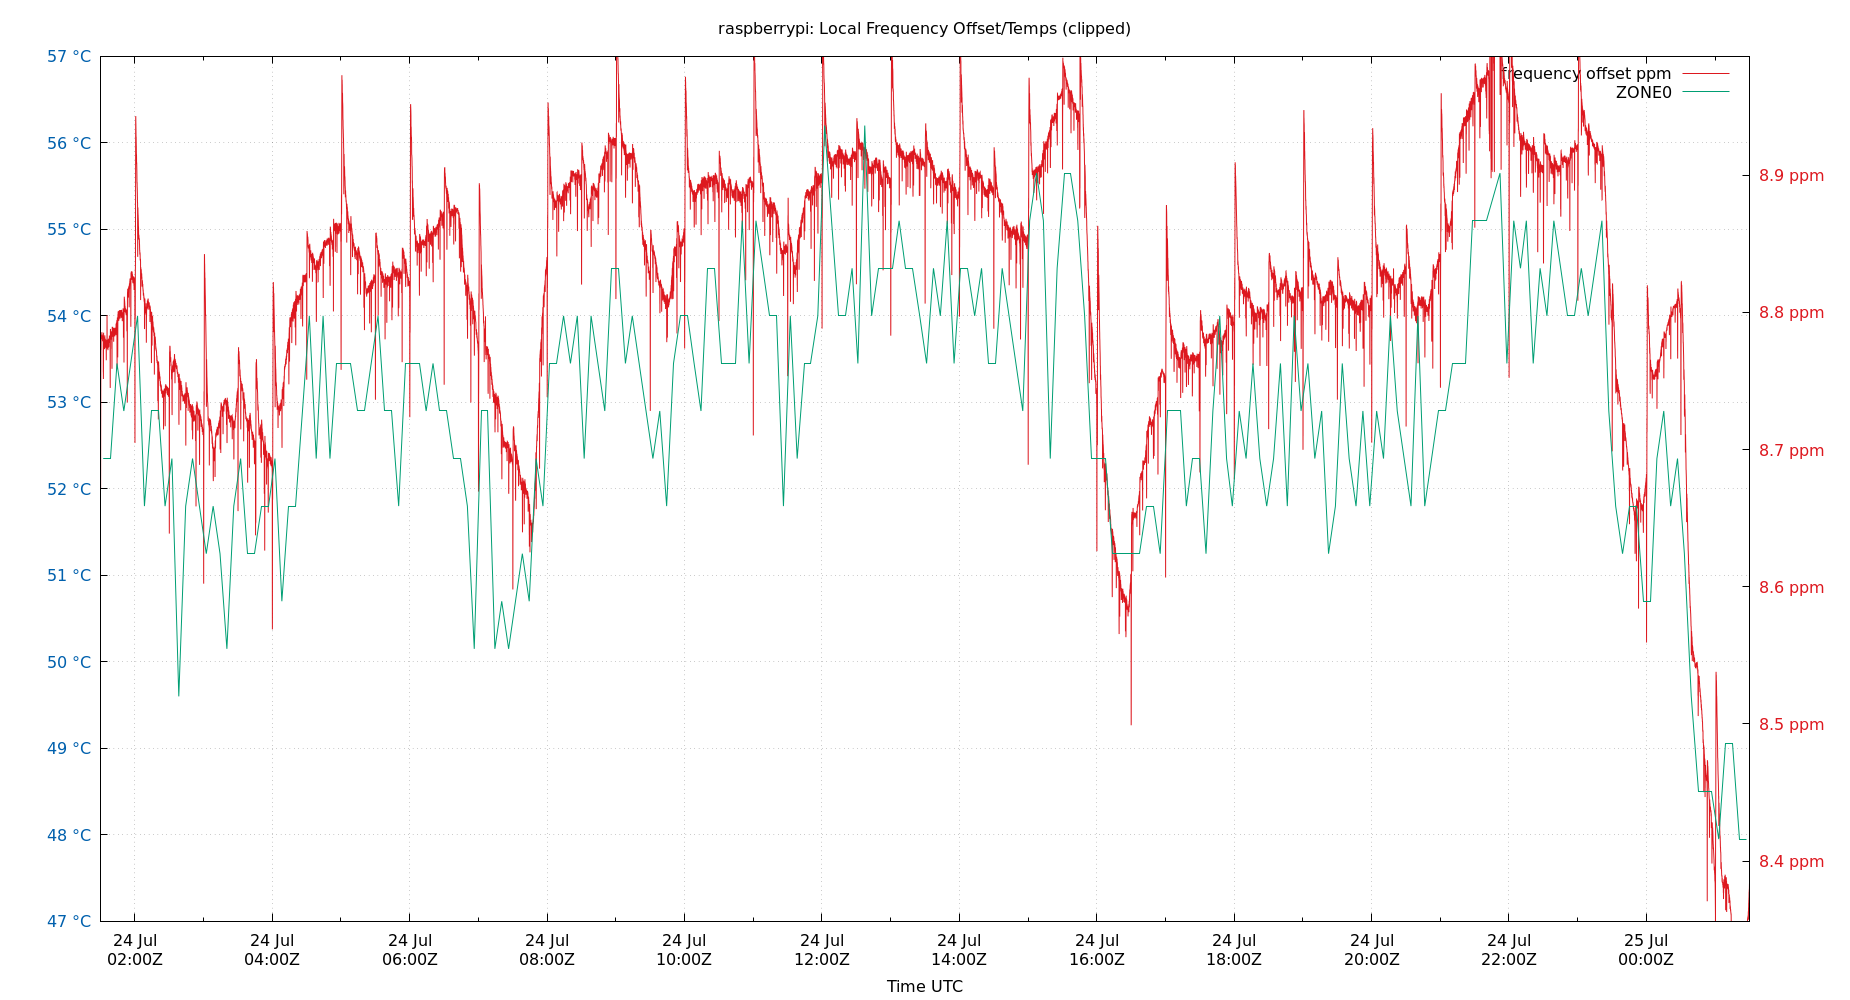 raspberrypi: Local Frequency Offset/Temps (clipped)
57 °C
56 °C
55 °C
54 °C
53 °C
52 °C
51 °C
50 °C
49 °C
48 °C
47 °C
frequency offset ppm
ZONE0
8.9 ppm
8.8 ppm
8.7 ppm
8.6 ppm
8.5 ppm
8.4 ppm
24 Jul 24 Jul 24 Jul 24 Jul 24 Jul 24 Jul 24 Jul 24 Jul 24 Jul 24 Jul 24 Jul 25 Jul
02:00Z 04:00Z 06:00Z 08:00Z 10:00Z 12:00Z 14:00Z 16:00Z 18:00Z 20:00Z 22:00Z 00:00Z
Time UTC